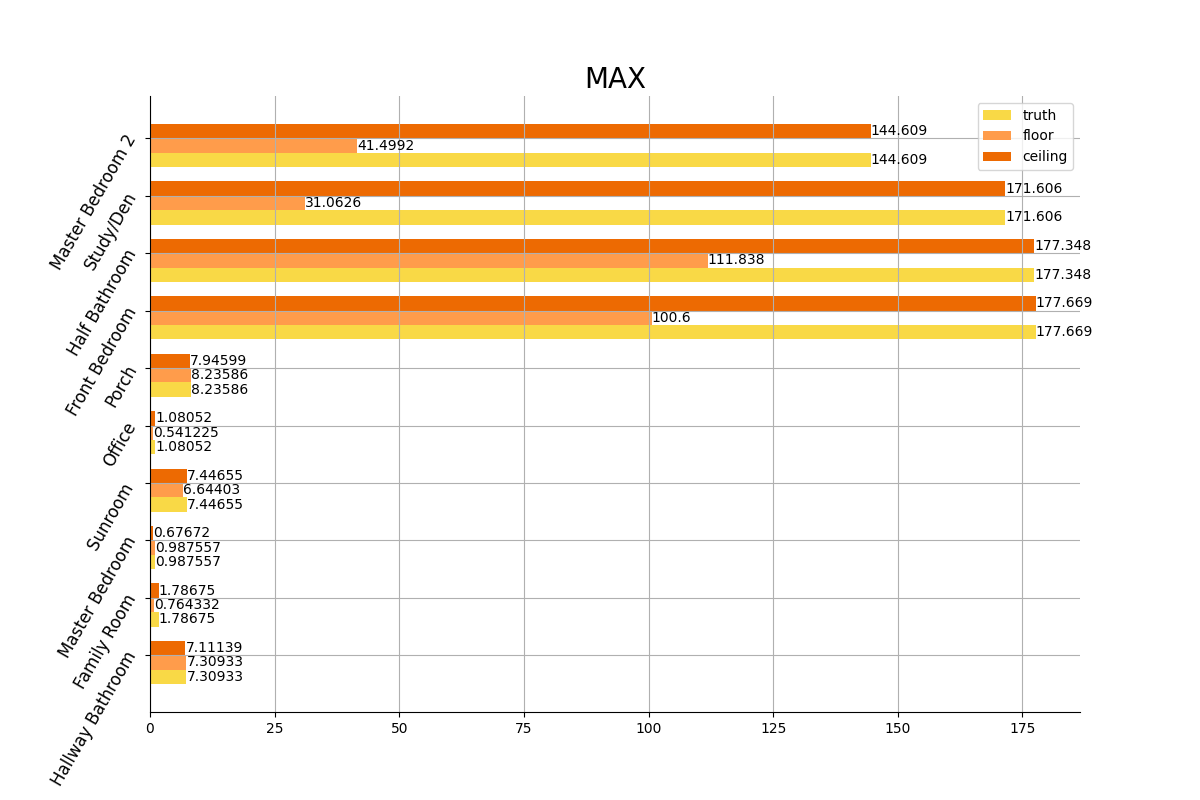 MAX
truth
floor
ceiling
Master Bedroom 2
144.609
41.4992
144.609
Study/Den
171.606
31.0626
171.606
Half Bathroom
177.348
111.838
177.348
Front Bedroom
177.669
100.6
177.669
Porch
7.94599
8.23586
8.23586
Office
1.08052
0.541225
1.08052
Sunroom
7.44655
6.64403
7.44655
Master Bedroom
0.67672
0.987557
0.987557
Family Room
1.78675
0.764332
1.78675
Hallway Bathroom
7.11139
7.30933
7.30933
0 25 50 75 100 125 150 175